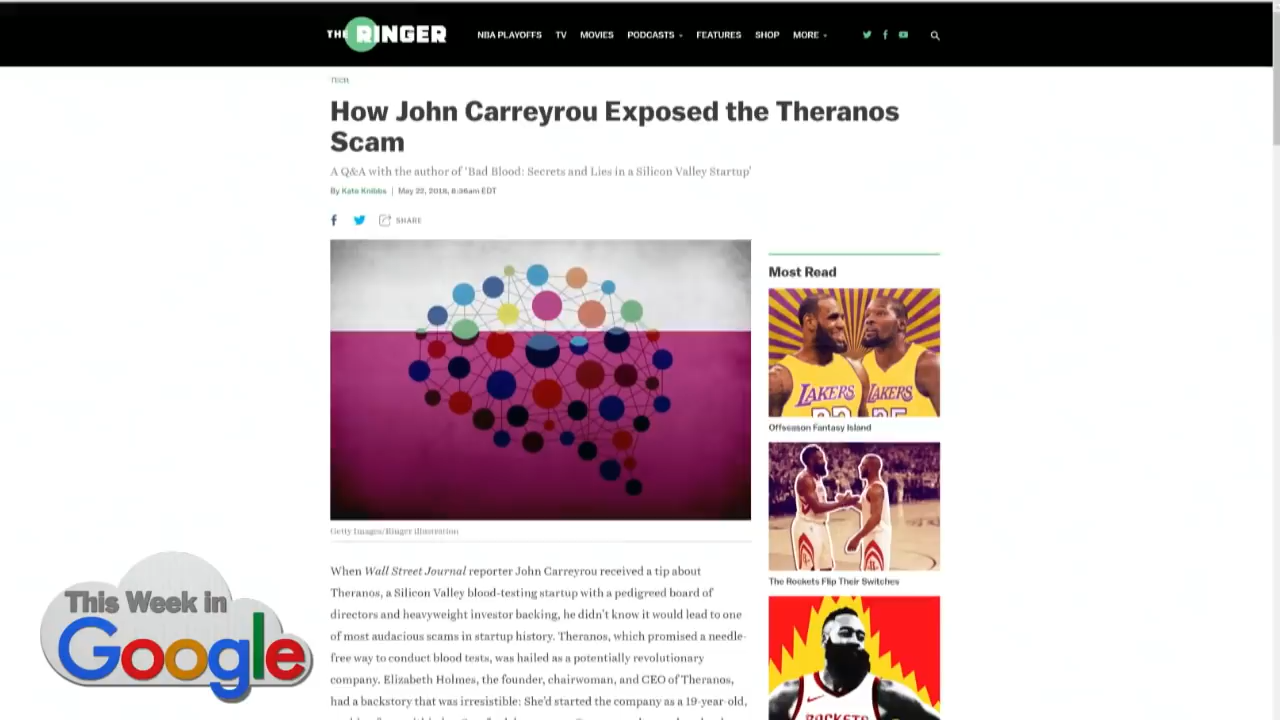 THE RINGER
NBA PLAYOFFS TV MOVIES PODCASTS FEATURES SHOP MORE
TECH
How John Carreyrou Exposed the Theranos
Scam
A Q&A with the author of 'Bad Blood: Secrets and Lies in a Silicon Valley Startup'
By Kate Knibbs | May 22, 2018, 8:36am EDT
SHARE
Most Read
LAKERS LAKERS
Offseason Fantasy Island
The Rockets Flip Their Switches
ROCKETS
Getty Images/Ringer illustration
When Wall Street Journal reporter John Carreyrou received a tip about
Theranos, a Silicon Valley blood-testing startup with a pedigreed board of
directors and heavyweight investor backing, he didn't know it would lead to one
of most audacious scams in startup history. Theranos, which promised a needle-
free way to conduct blood tests, was hailed as a potentially revolutionary
company. Elizabeth Holmes, the founder, chairwoman, and CEO of Theranos,
had a backstory that was irresistible: She'd started the company as a 19-year-old,
This Week in
Google